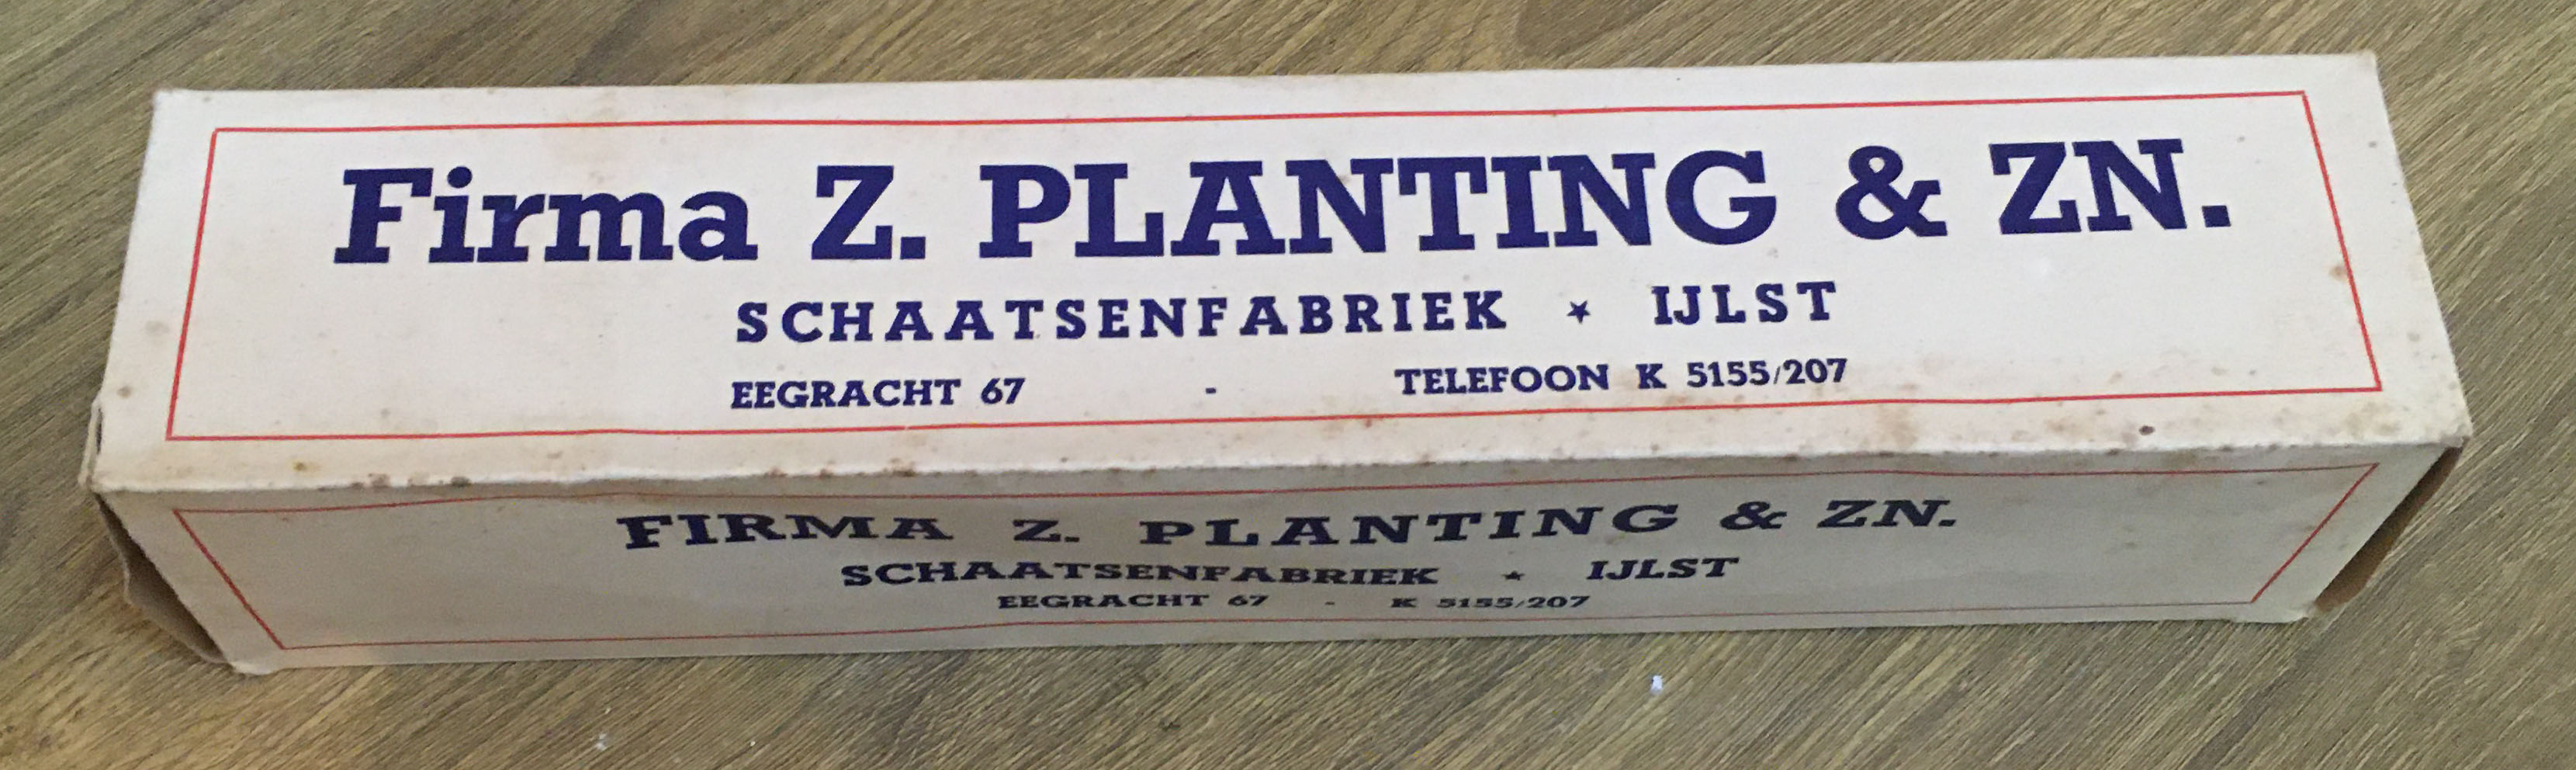 Firma Z. PLANTING & ZN.
SCHAATSENFABRIEK ★ IJLST
EEGRACHT 67 - TELEFOON K 5155/207
FIRMA Z. PLANTING & ZN.
SCHAATSENFABRIEK ★ IJLST
EEGRACHT 67 - K 5155/207